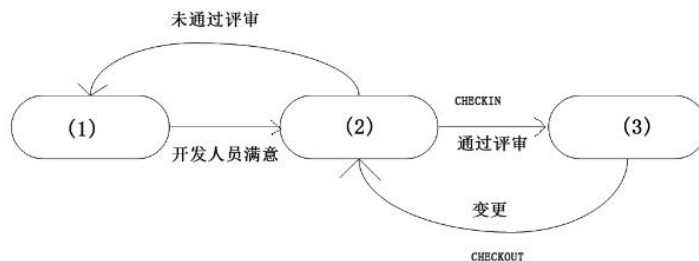 未通过评审
(1)
(2)
(3)
CHECKIN
开发人员满意
通过评审
变更
CHECKOUT